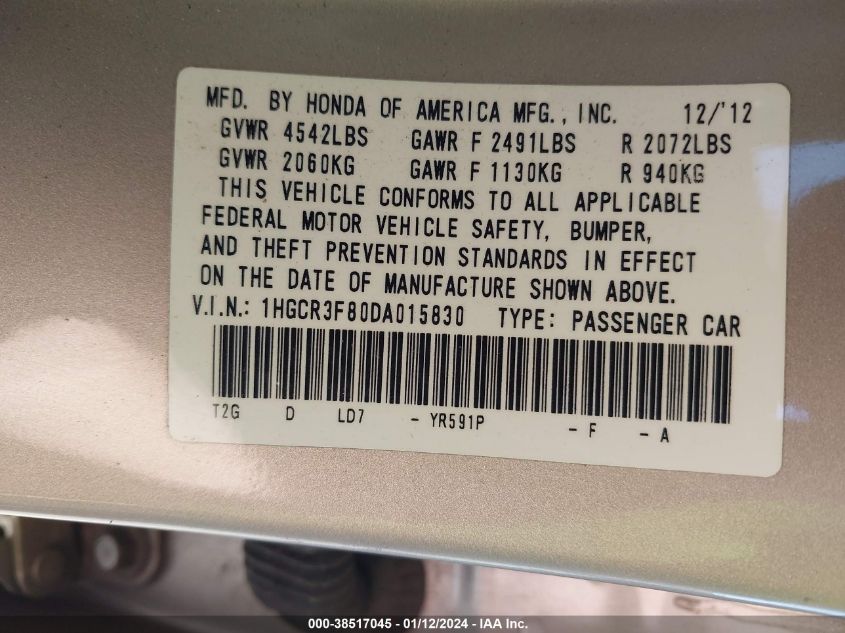 MFD. BY HONDA OF AMERICA MFG., INC. 12/'12
GVWR 4542LBS GAWR F 2491LBS R 2072LBS
GVWR 2060KG GAWR F 1130KG R 940KG
THIS VEHICLE CONFORMS TO ALL APPLICABLE
FEDERAL MOTOR VEHICLE SAFETY, BUMPER,
AND THEFT PREVENTION STANDARDS IN EFFECT
ON THE DATE OF MANUFACTURE SHOWN ABOVE.
V.I.N.: 1HGCR3F80DA015830 TYPE: PASSENGER CAR
T2G D LD7 - YR591P - F - A
000-38517045 - 01/12/2024 - IAA Inc.